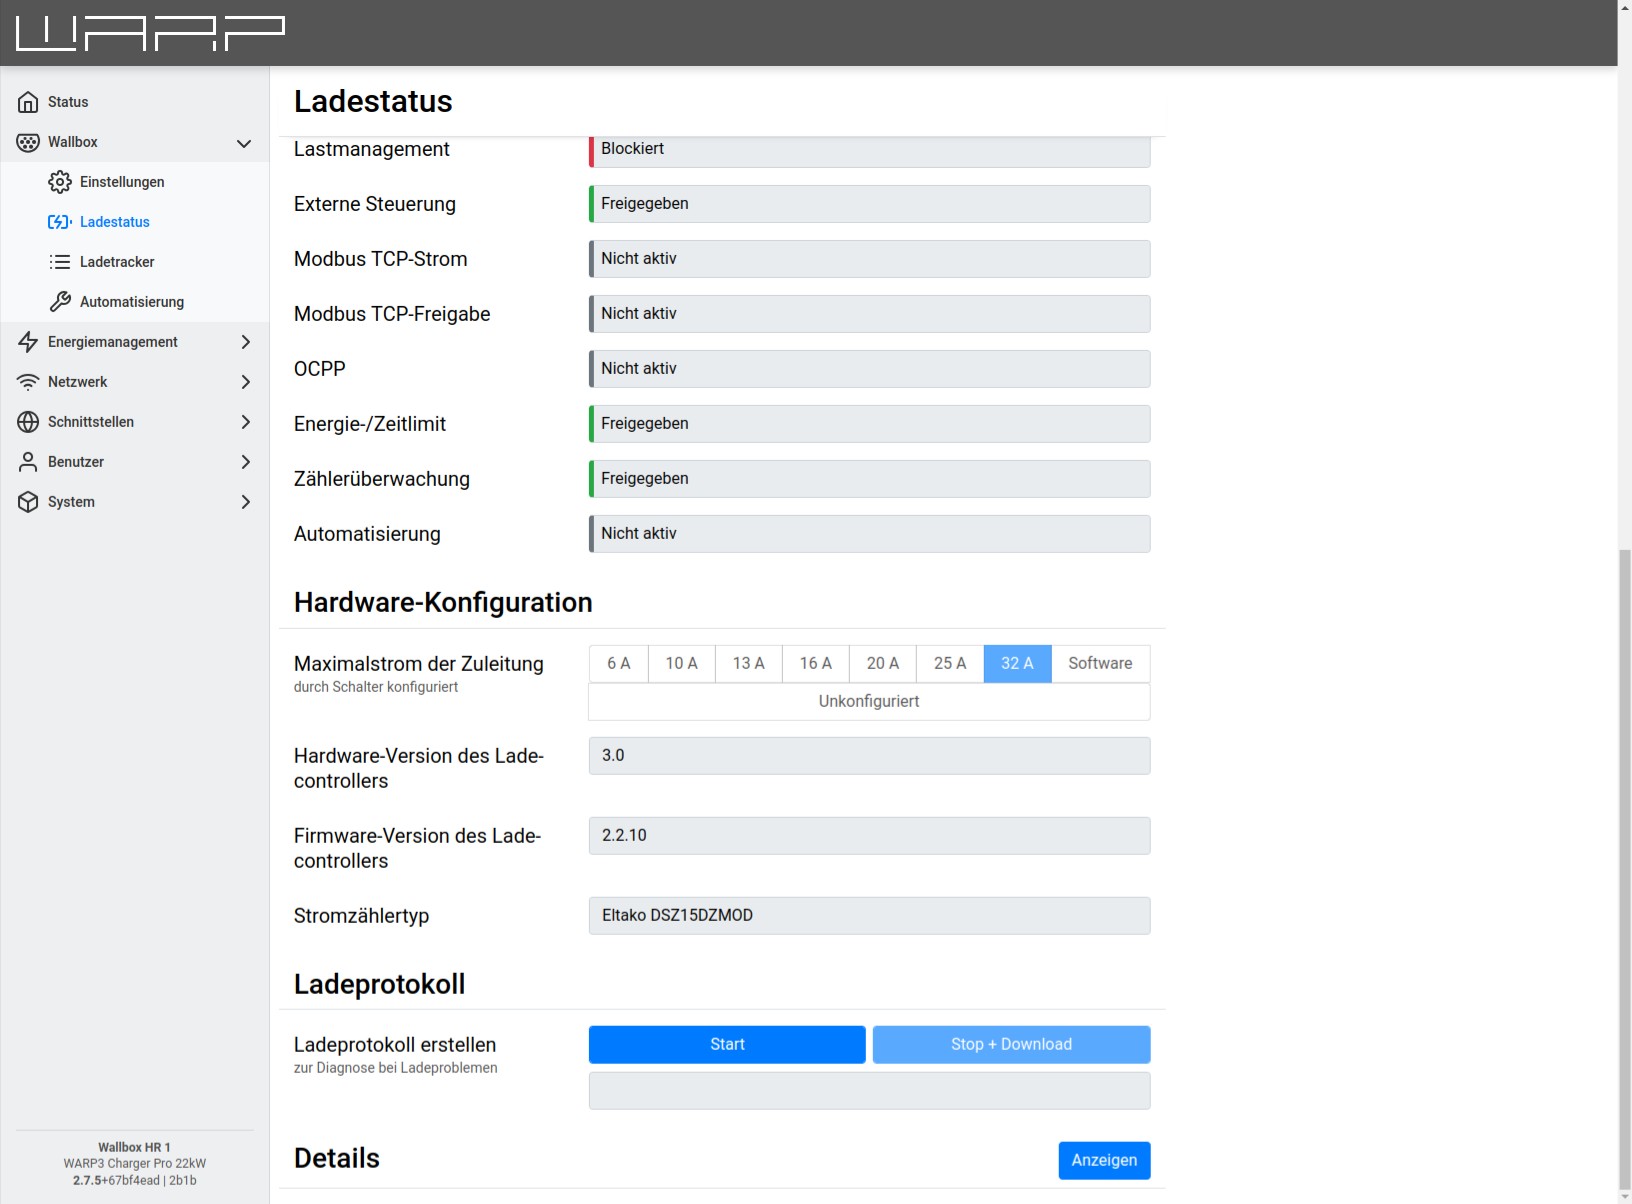 WARP
Status
Wallbox
Einstellungen
Ladestatus
Ladetracker
Automatisierung
Energiemanagement
Netzwerk
Schnittstellen
Benutzer
System
Wallbox HR 1
WARP3 Charger Pro 22kW
2.7.5+67bf4ead | 2b1b
Ladestatus
Lastmanagement
Blockiert
Externe Steuerung
Freigegeben
Modbus TCP-Strom
Nicht aktiv
Modbus TCP-Freigabe
Nicht aktiv
OCPP
Nicht aktiv
Energie-/Zeitlimit
Freigegeben
Zählerüberwachung
Freigegeben
Automatisierung
Nicht aktiv
Hardware-Konfiguration
Maximalstrom der Zuleitung
durch Schalter konfiguriert
6 A 10 A 13 A 16 A 20 A 25 A 32 A Software
Unkonfiguriert
Hardware-Version des Lade-
controllers
3.0
Firmware-Version des Lade-
controllers
2.2.10
Stromzählertyp
Eltako DSZ15DZMOD
Ladeprotokoll
Ladeprotokoll erstellen
zur Diagnose bei Ladeproblemen
Start Stop + Download
Details
Anzeigen